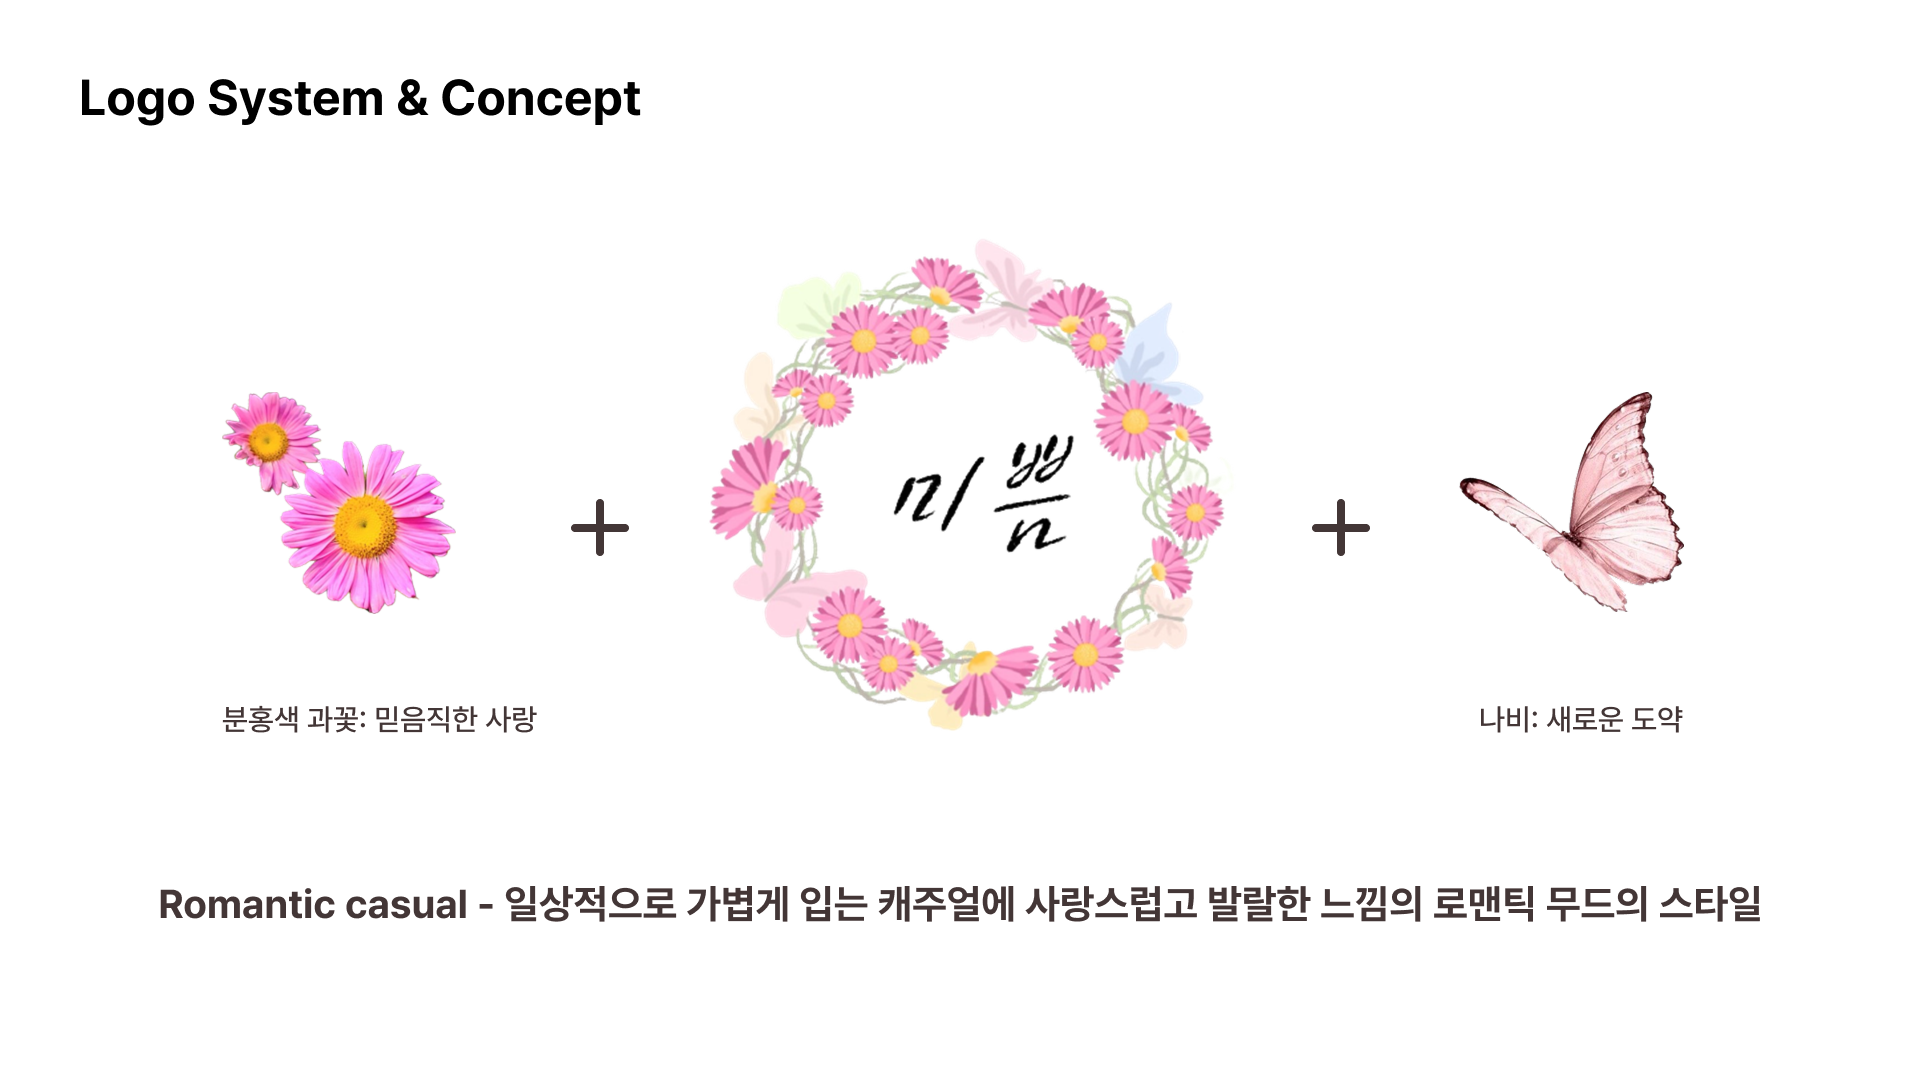 Logo System & Concept
미쁨
분홍색 과꽃: 믿음직한 사랑
나비: 새로운 도약
Romantic casual - 일상적으로 가볍게 입는 캐주얼에 사랑스럽고 발랄한 느낌의 로맨틱 무드의 스타일